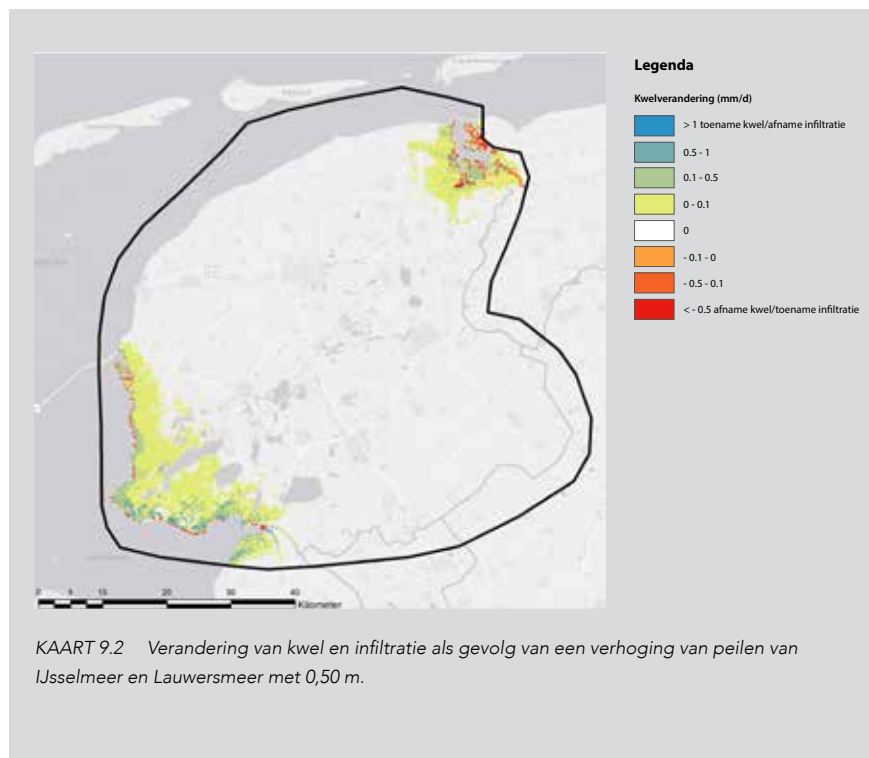 Legenda
Kwelverandering (mm/d)
> 1 toename kwel/afname infiltratie
0.5 - 1
0.1 - 0.5
0 - 0.1
0
- 0.1 - 0
- 0.5 - 0.1
< - 0.5 afname kwel/toename infiltratie
0 5 10 20 30 40
Kilometer
KAART 9.2 Verandering van kwel en infiltratie als gevolg van een verhoging van peilen van
IJsselmeer en Lauwersmeer met 0,50 m.